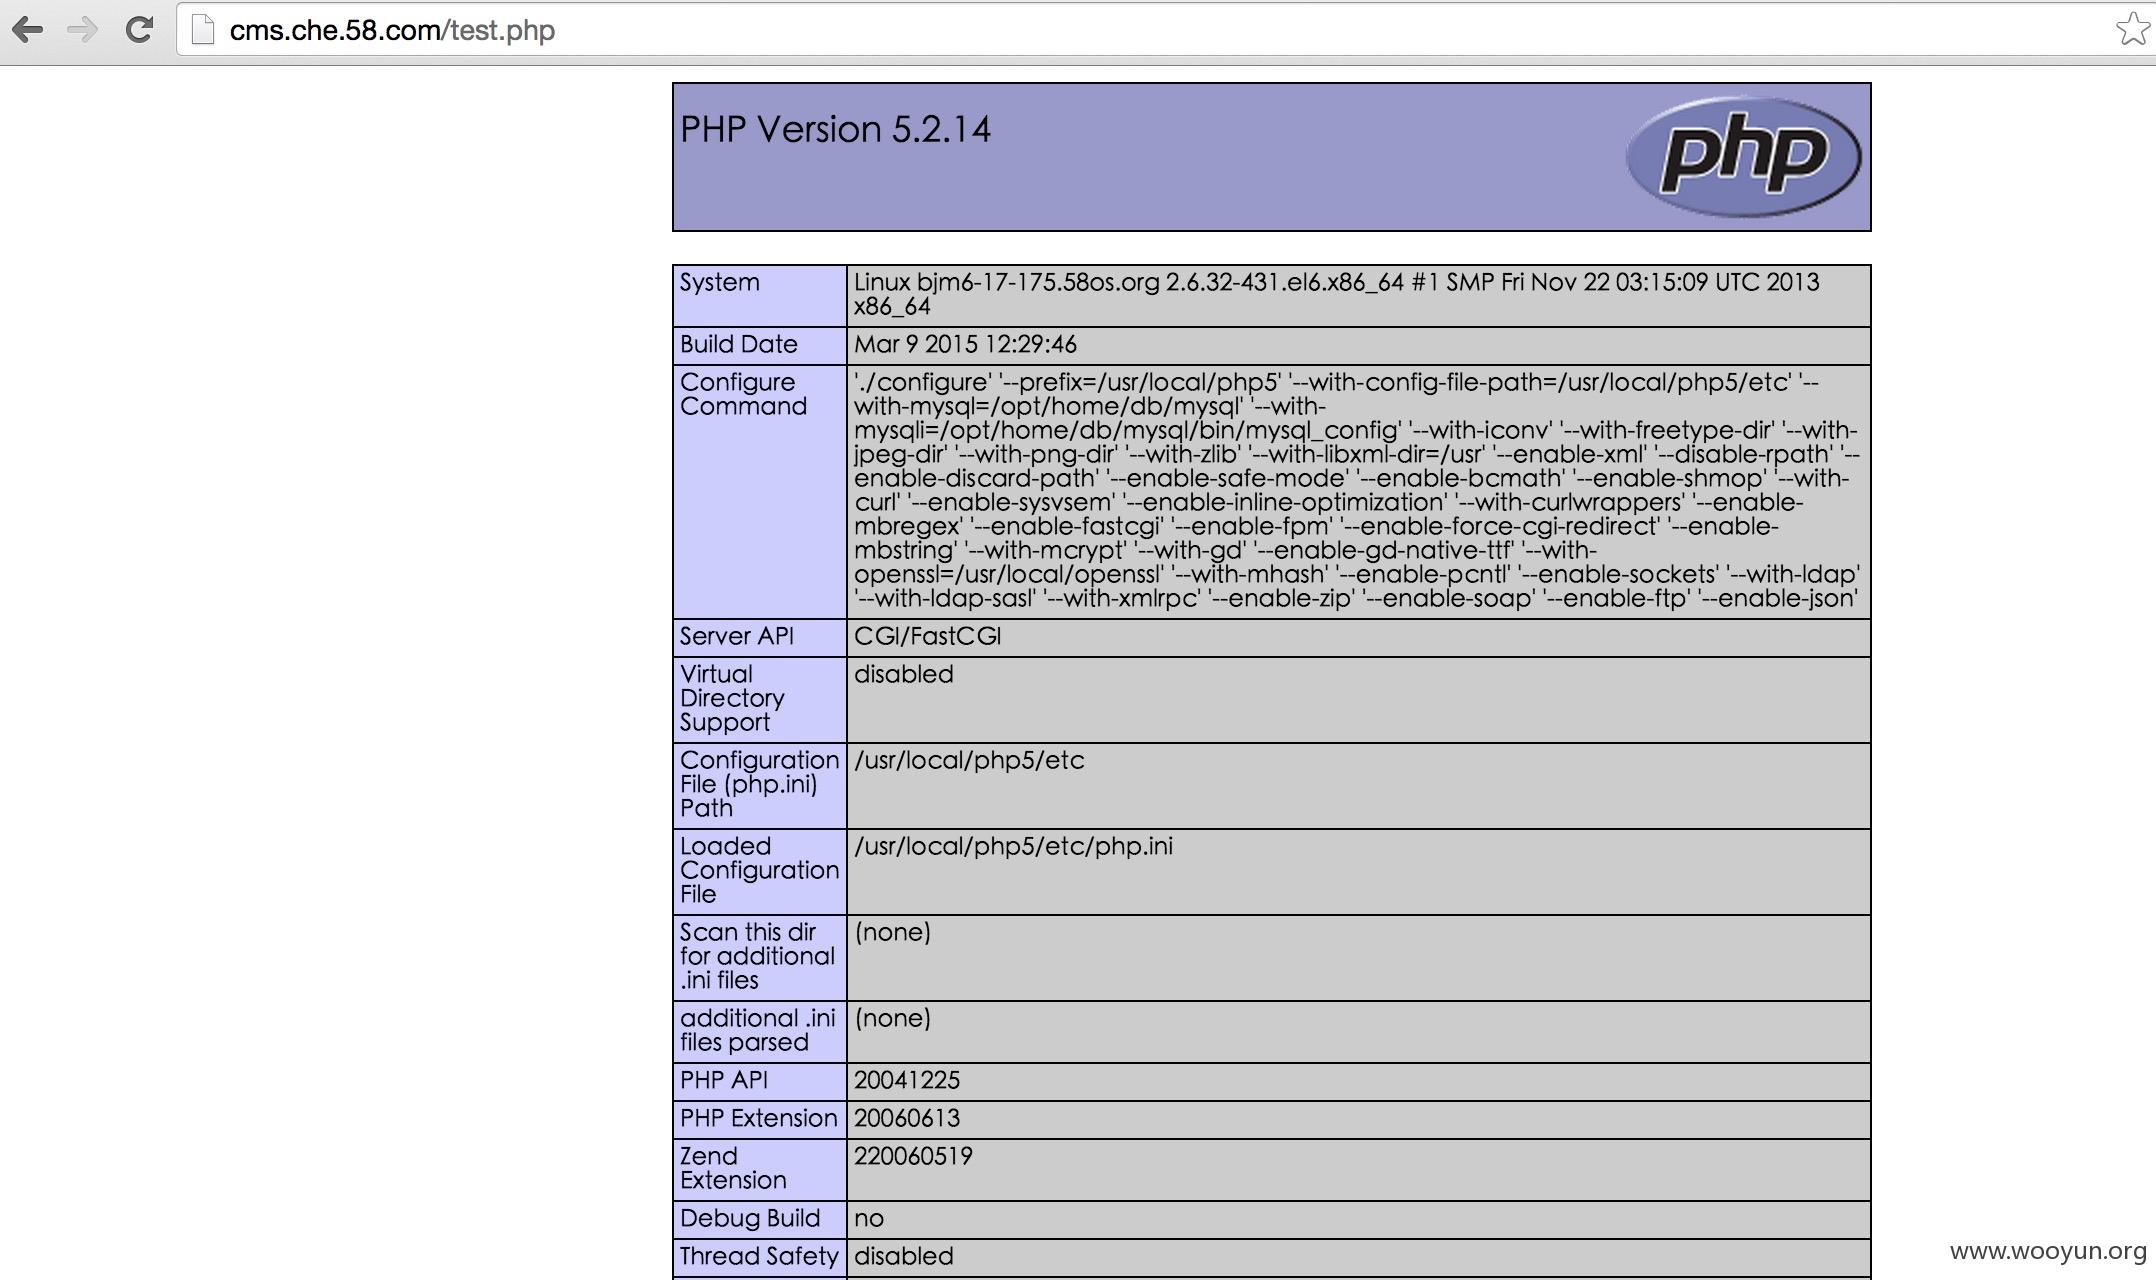 cms.che.58.com/test.php
PHP Version 5.2.14
php
System
Linux bjm6-17-175.58os.org 2.6.32-431.el6.x86_64 #1 SMP Fri Nov 22 03:15:09 UTC 2013
x86_64
Build Date
Mar 9 2015 12:29:46
Configure
Command
'./configure' '--prefix=/usr/local/php5' '--with-config-file-path=/usr/local/php5/etc' '--
with-mysql=/opt/home/db/mysql' '--with-
mysqli=/opt/home/db/mysql/bin/mysql_config' '--with-iconv' '--with-freetype-dir' '--with-
jpeg-dir' '--with-png-dir' '--with-zlib' '--with-libxml-dir=/usr' '--enable-xml' '--disable-rpath' '--
enable-discard-path' '--enable-safe-mode' '--enable-bcmath' '--enable-shmop' '--with-
curl' '--enable-sysvsem' '--enable-inline-optimization' '--with-curlwrappers' '--enable-
mbregex' '--enable-fastcgi' '--enable-fpm' '--enable-force-cgi-redirect' '--enable-
mbstring' '--with-mcrypt' '--with-gd' '--enable-gd-native-ttf' '--with-
openssl=/usr/local/openssl' '--with-mhash' '--enable-pcntl' '--enable-sockets' '--with-ldap'
'--with-ldap-sasl' '--with-xmlrpc' '--enable-zip' '--enable-soap' '--enable-ftp' '--enable-json'
Server API
CGI/FastCGI
Virtual
Directory
Support
disabled
Configuration
File (php.ini)
Path
/usr/local/php5/etc
Loaded
Configuration
File
/usr/local/php5/etc/php.ini
Scan this dir
for additional
.ini files
(none)
additional .ini
files parsed
(none)
PHP API
20041225
PHP Extension
20060613
Zend
Extension
220060519
Debug Build
no
Thread Safety
disabled
www.wooyun.org